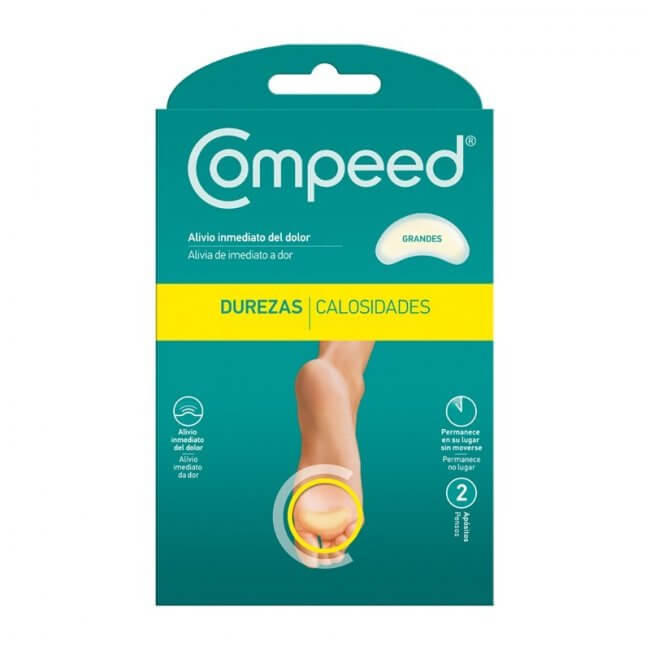 Compeed®
Alivio inmediato del dolor
Alivia de imediato a dor
GRANDES
DUREZAS | CALOSIDADES
Alivio
inmediato
del dolor
Alívio
imediato
da dor
Permanece
en su lugar
sin moverse
Permanece
no lugar
2
Apósitos
Pensos